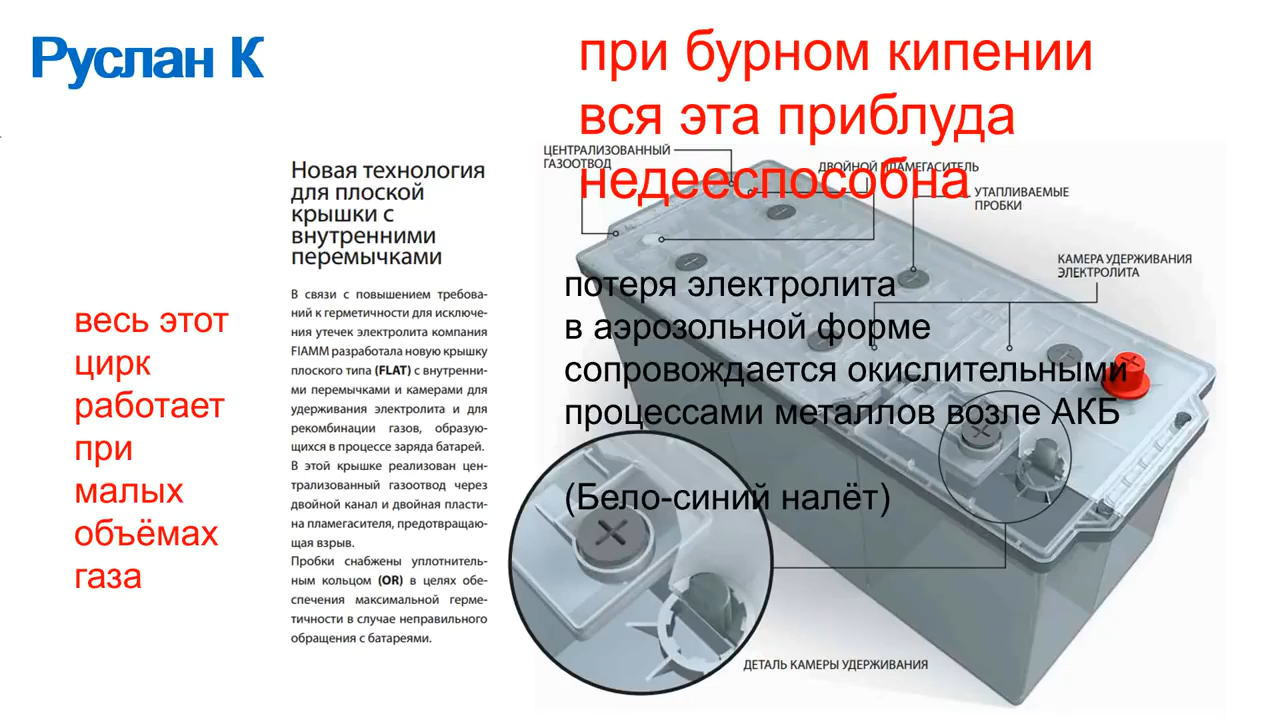 Руслан К
при бурном кипении
вся эта приблуда
недееспособна
весь этот
цирк
работает
при
малых
объёмах
газа
Новая технология
для плоской
крышки с
внутренними
перемычками
В связи с повышением требова-
ний к герметичности для исключе-
ния утечек электролита компания
FIAMM разработала новую крышку
плоского типа (FLAT) с внутренни-
ми перемычками и камерами для
удерживания электролита и для
рекомбинации газов, образую-
щихся в процессе заряда батарей.
В этой крышке реализован цен-
трализованный газоотвод через
двойной канал и двойная пласти-
на пламегасителя, предотвращаю-
щая взрыв.
Пробки снабжены уплотнитель-
ным кольцом (OR) в целях обе-
спечения максимальной герме-
тичности в случае неправильного
обращения с батареями.
ЦЕНТРАЛИЗОВАННЫЙ
ГАЗООТВОД
ДВОЙНОЙ ПЛАМЕГАСИТЕЛЬ
УТАПЛИВАЕМЫЕ
ПРОБКИ
КАМЕРА УДЕРЖИВАНИЯ
ЭЛЕКТРОЛИТА
потеря электролита
в аэрозольной форме
сопровождается окислительными
процессами металлов возле АКБ
(Бело-синий налёт)
ДЕТАЛЬ КАМЕРЫ УДЕРЖИВАНИЯ